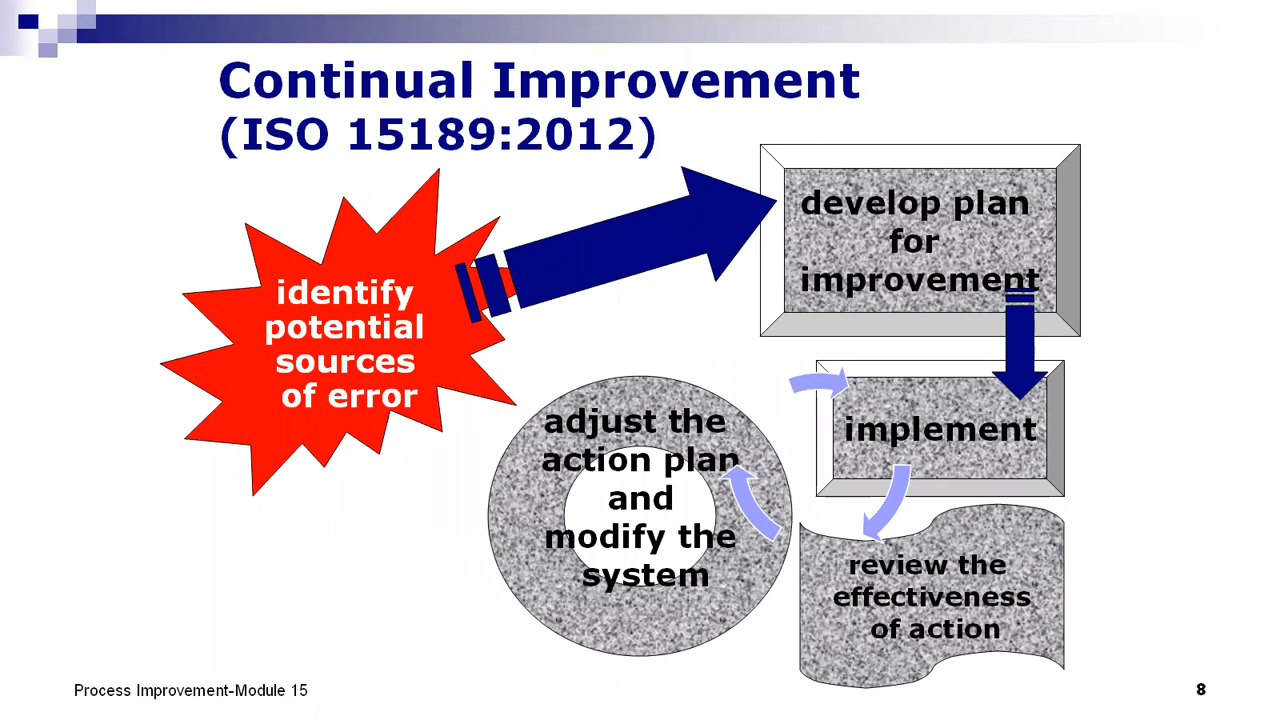 Continual Improvement
(ISO 15189:2012)
identify
potential
sources
of error
develop plan
for
improvement
implement
review the
effectiveness
of action
adjust the
action plan
and
modify the
system
Process Improvement-Module 15
8